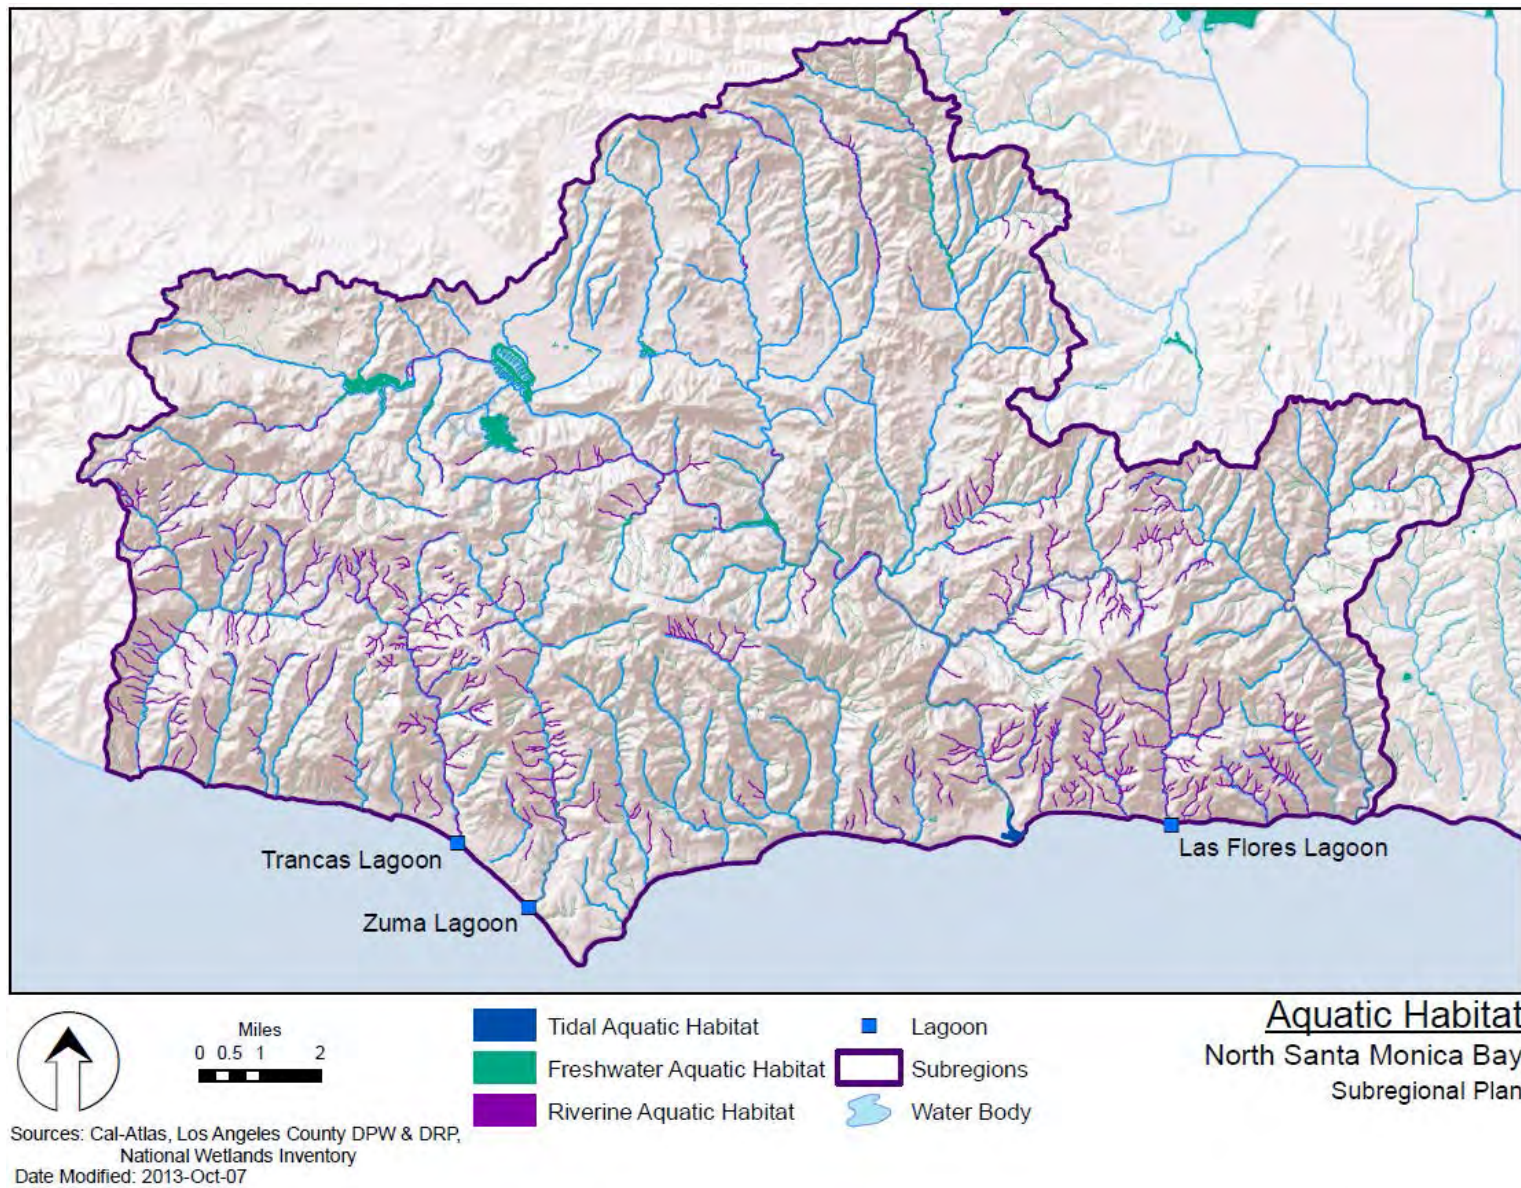 Trancas Lagoon
Las Flores Lagoon
Zuma Lagoon
Miles
0 0.5 1 2
Tidal Aquatic Habitat
Freshwater Aquatic Habitat
Riverine Aquatic Habitat
Lagoon
Subregions
Water Body
Aquatic Habitat
North Santa Monica Bay
Subregional Plan
Sources: Cal-Atlas, Los Angeles County DPW & DRP,
National Wetlands Inventory
Date Modified: 2013-Oct-07